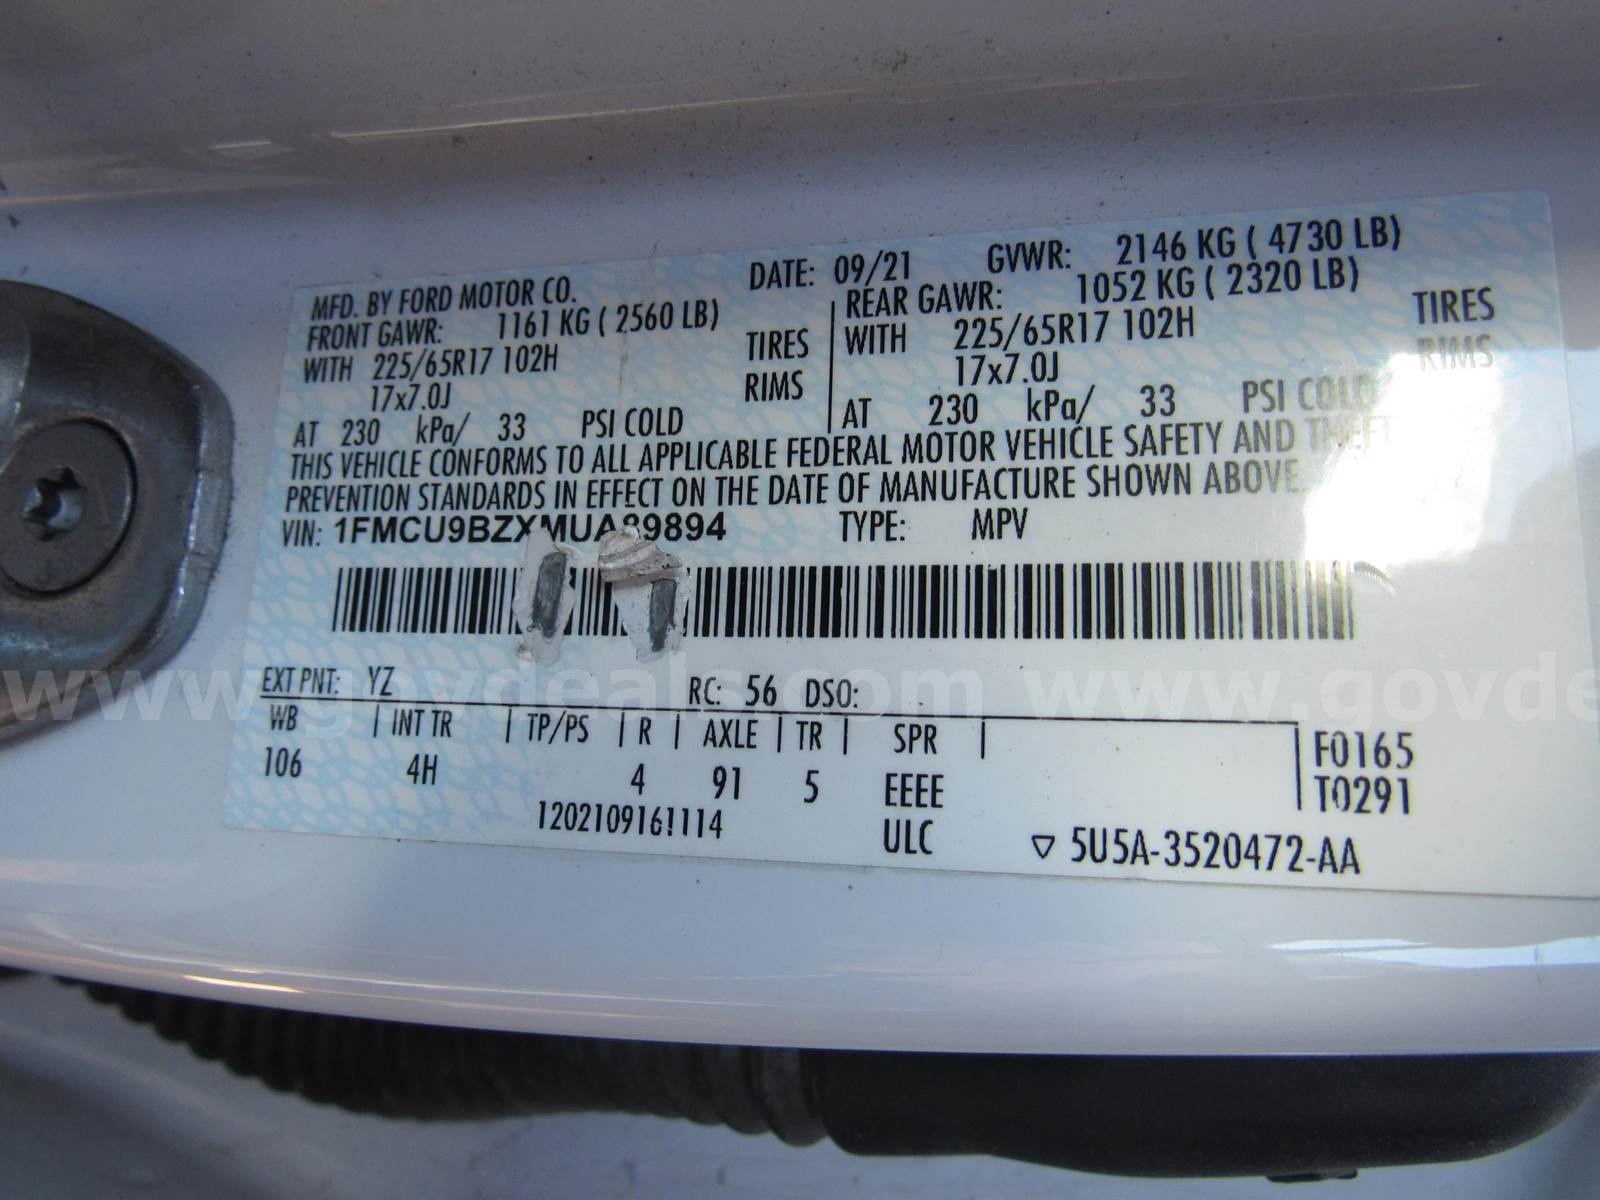 MFD. BY FORD MOTOR CO. DATE: 09/21 GVWR: 2146 KG ( 4730 LB)
FRONT GAWR: 1161 KG ( 2560 LB) REAR GAWR: 1052 KG ( 2320 LB)
WITH 225/65R17 102H TIRES WITH 225/65R17 102H TIRES
17x7.0J RIMS 17x7.0J RIMS
AT 230 kPa/ 33 PSI COLD AT 230 kPa/ 33 PSI COLD
THIS VEHICLE CONFORMS TO ALL APPLICABLE FEDERAL MOTOR VEHICLE SAFETY AND THEFT
PREVENTION STANDARDS IN EFFECT ON THE DATE OF MANUFACTURE SHOWN ABOVE.
VIN: 1FMCU9BZXMUA89894 TYPE: MPV
www.govdeals.com www.govde
EXT PNT: YZ RC: 56 DSO:
WB | INT TR | TP/PS | R | AXLE | TR | SPR | F0165
106 4H 4 91 5 EEEE T0291
120210916!114 ULC ▽ 5U5A-3520472-AA